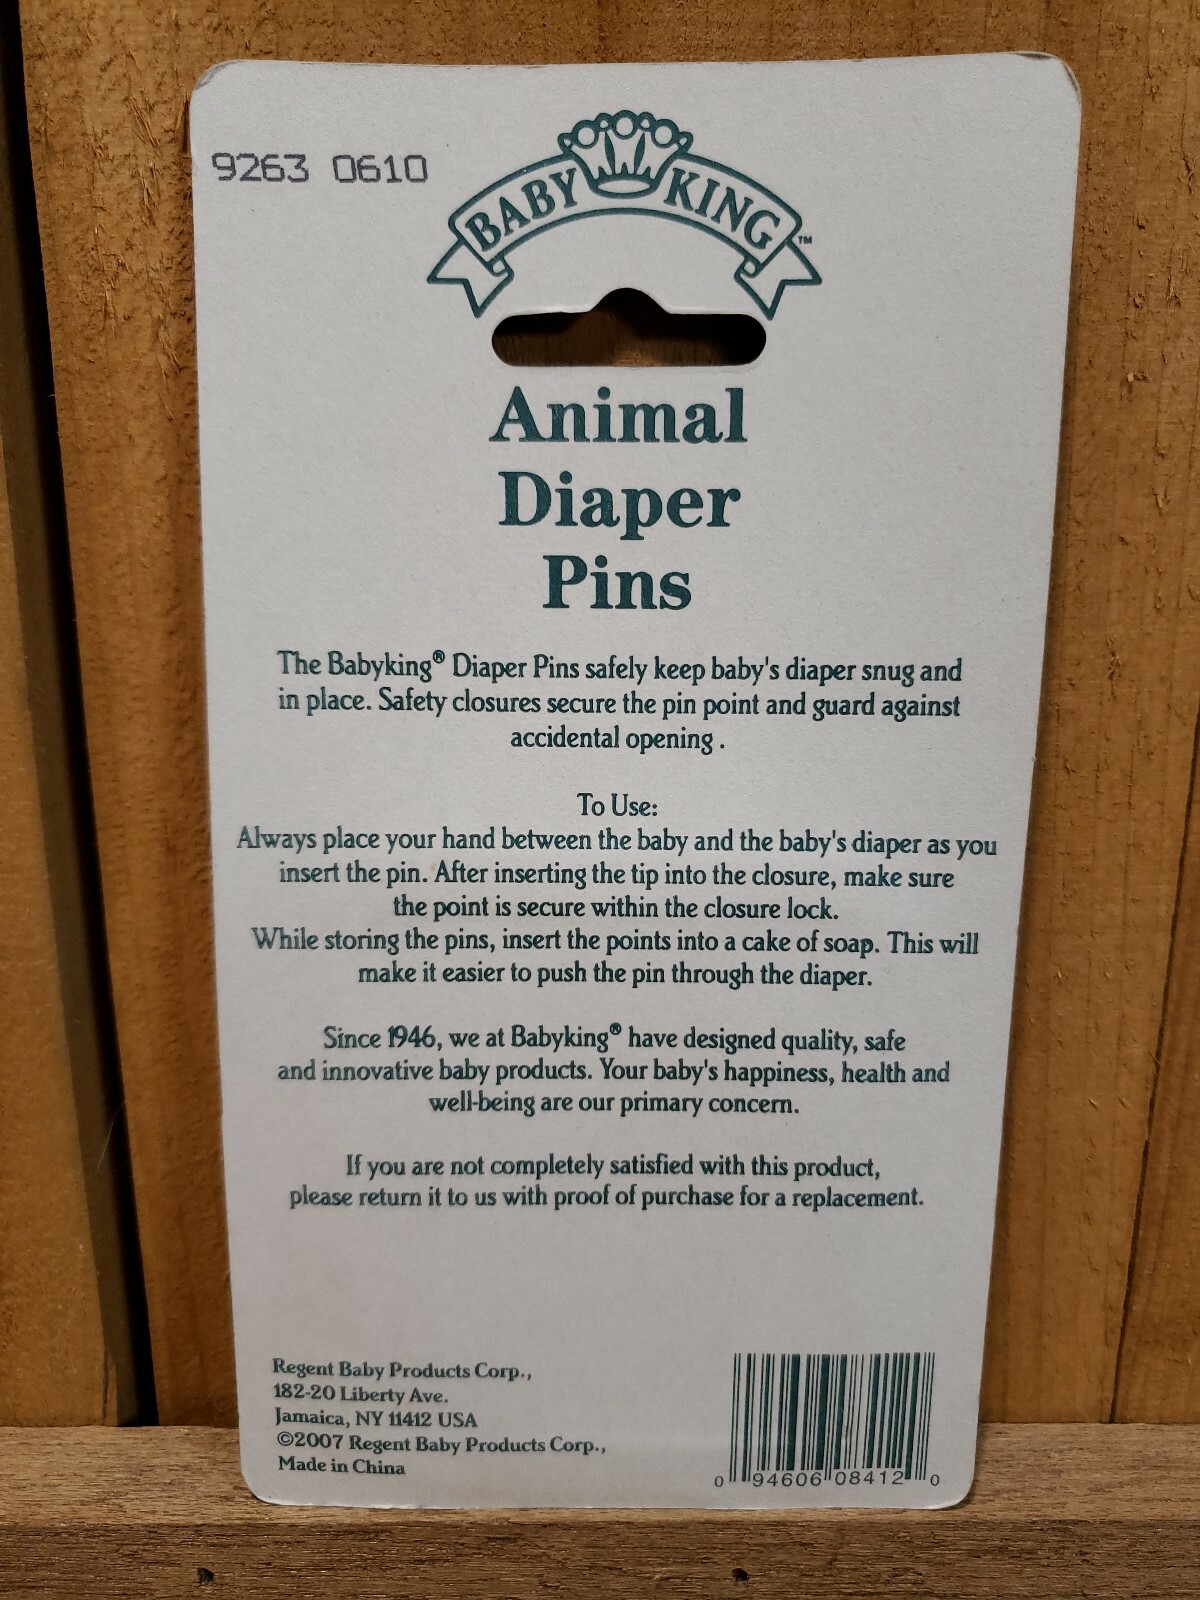 9263 0610
BABY KING™
Animal
Diaper
Pins
The Babyking® Diaper Pins safely keep baby's diaper snug and
in place. Safety closures secure the pin point and guard against
accidental opening .
To Use:
Always place your hand between the baby and the baby's diaper as you
insert the pin. After inserting the tip into the closure, make sure
the point is secure within the closure lock.
While storing the pins, insert the points into a cake of soap. This will
make it easier to push the pin through the diaper.
Since 1946, we at Babyking® have designed quality, safe
and innovative baby products. Your baby's happiness, health and
well-being are our primary concern.
If you are not completely satisfied with this product,
please return it to us with proof of purchase for a replacement.
Regent Baby Products Corp.,
182-20 Liberty Ave.
Jamaica, NY 11412 USA
©2007 Regent Baby Products Corp.,
Made in China
0 94606 08412 0